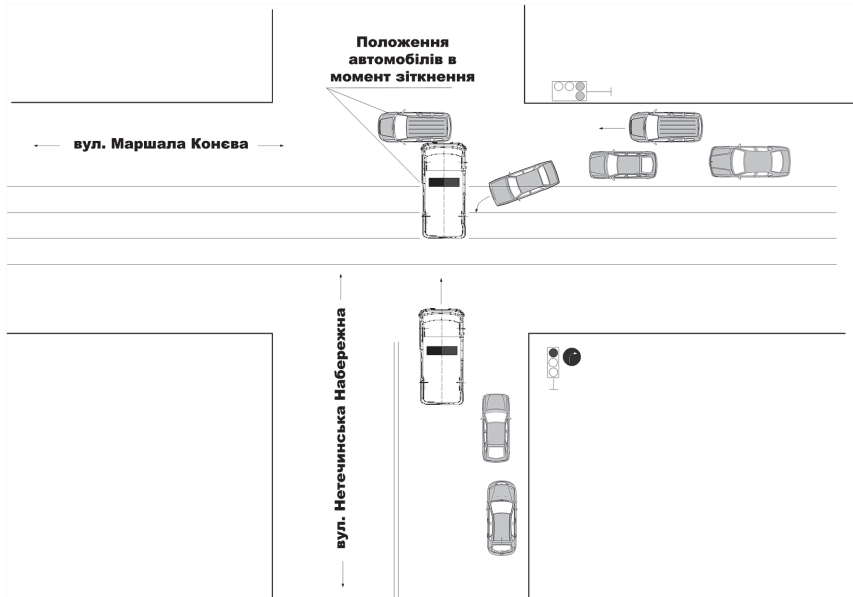 Положення
автомобілів в
момент зіткнення
вул. Маршала Конєва
вул. Нетечинська Набережна